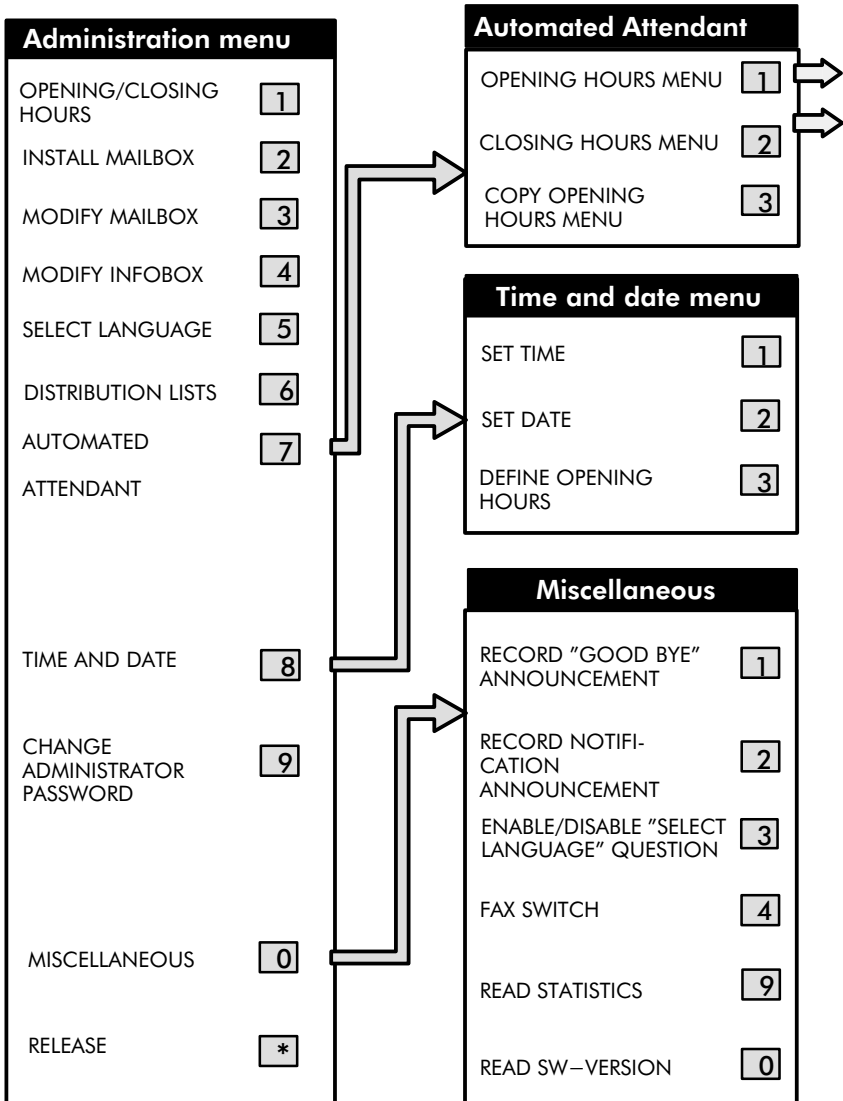 Administration menu
OPENING/CLOSING
HOURS
1
INSTALL MAILBOX
2
MODIFY MAILBOX
3
MODIFY INFOBOX
4
SELECT LANGUAGE
5
DISTRIBUTION LISTS
6
AUTOMATED
7
ATTENDANT
TIME AND DATE
8
CHANGE
ADMINISTRATOR
PASSWORD
9
MISCELLANEOUS
0
RELEASE
*
Automated Attendant
OPENING HOURS MENU
1
CLOSING HOURS MENU
2
COPY OPENING
HOURS MENU
3
Time and date menu
SET TIME
1
SET DATE
2
DEFINE OPENING
HOURS
3
Miscellaneous
RECORD ”GOOD BYE”
ANNOUNCEMENT
1
RECORD NOTIFI-
CATION
ANNOUNCEMENT
2
ENABLE/DISABLE ”SELECT
LANGUAGE” QUESTION
3
FAX SWITCH
4
READ STATISTICS
9
READ SW–VERSION
0